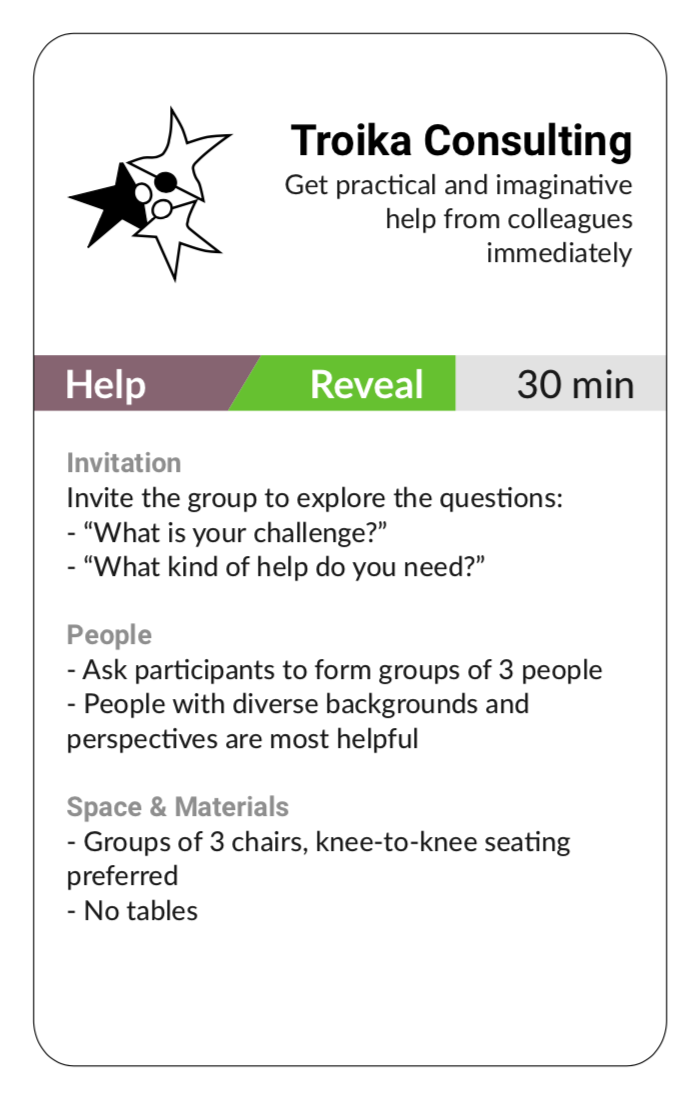 Troika Consulting
Get practical and imaginative
help from colleagues
immediately
Help Reveal 30 min
Invitation
Invite the group to explore the questions:
- “What is your challenge?”
- “What kind of help do you need?”
People
- Ask participants to form groups of 3 people
- People with diverse backgrounds and
perspectives are most helpful
Space & Materials
- Groups of 3 chairs, knee-to-knee seating
preferred
- No tables